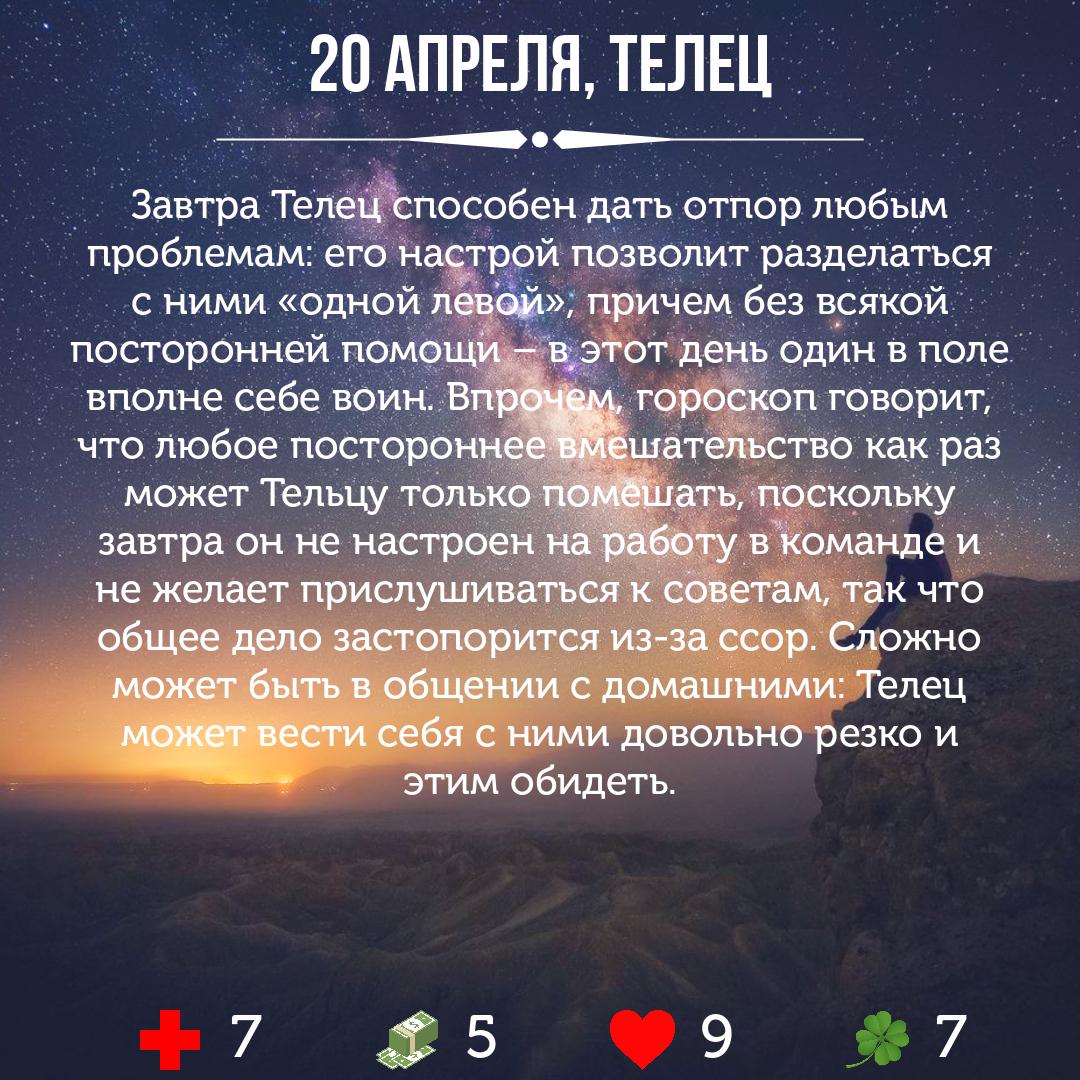 20 АПРЕЛЯ, ТЕЛЕЦ
Завтра Телец способен дать отпор любым
проблемам: его настрой позволит разделаться
с ними «одной левой», причем без всякой
посторонней помощи – в этот день один в поле
вполне себе воин. Впрочем, гороскоп говорит,
что любое постороннее вмешательство как раз
может Тельцу только помешать, поскольку
завтра он не настроен на работу в команде и
не желает прислушиваться к советам, так что
общее дело застопорится из-за ссор. Сложно
может быть в общении с домашними: Телец
может вести себя с ними довольно резко и
этим обидеть.
7 5 9 7